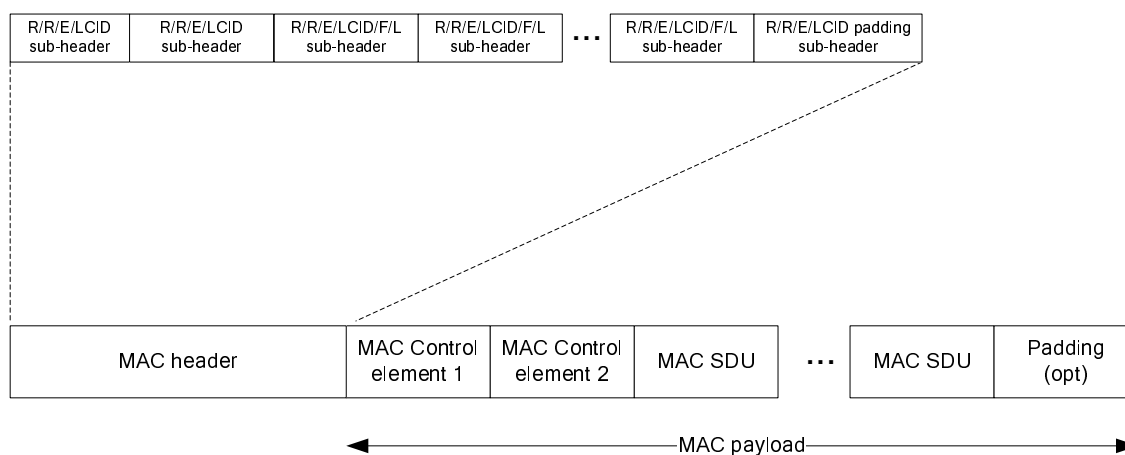 R/R/E/LCID
sub-header
R/R/E/LCID
sub-header
R/R/E/LCID/F/L
sub-header
R/R/E/LCID/F/L
sub-header
...
R/R/E/LCID/F/L
sub-header
R/R/E/LCID padding
sub-header
MAC header
MAC Control
element 1
MAC Control
element 2
MAC SDU
...
MAC SDU
Padding
(opt)
MAC payload